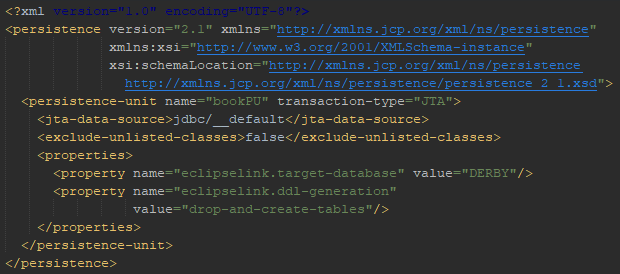 <?xml version="1.0" encoding="UTF-8"?>
<persistence version="2.1" xmlns="http://xmlns.jcp.org/xml/ns/persistence"
             xmlns:xsi="http://www.w3.org/2001/XMLSchema-instance"
             xsi:schemaLocation="http://xmlns.jcp.org/xml/ns/persistence
               http://xmlns.jcp.org/xml/ns/persistence/persistence_2_1.xsd">
  <persistence-unit name="bookPU" transaction-type="JTA">
    <jta-data-source>jdbc/__default</jta-data-source>
    <exclude-unlisted-classes>false</exclude-unlisted-classes>
    <properties>
      <property name="eclipselink.target-database" value="DERBY"/>
      <property name="eclipselink.ddl-generation"
                value="drop-and-create-tables"/>
    </properties>
  </persistence-unit>
</persistence>